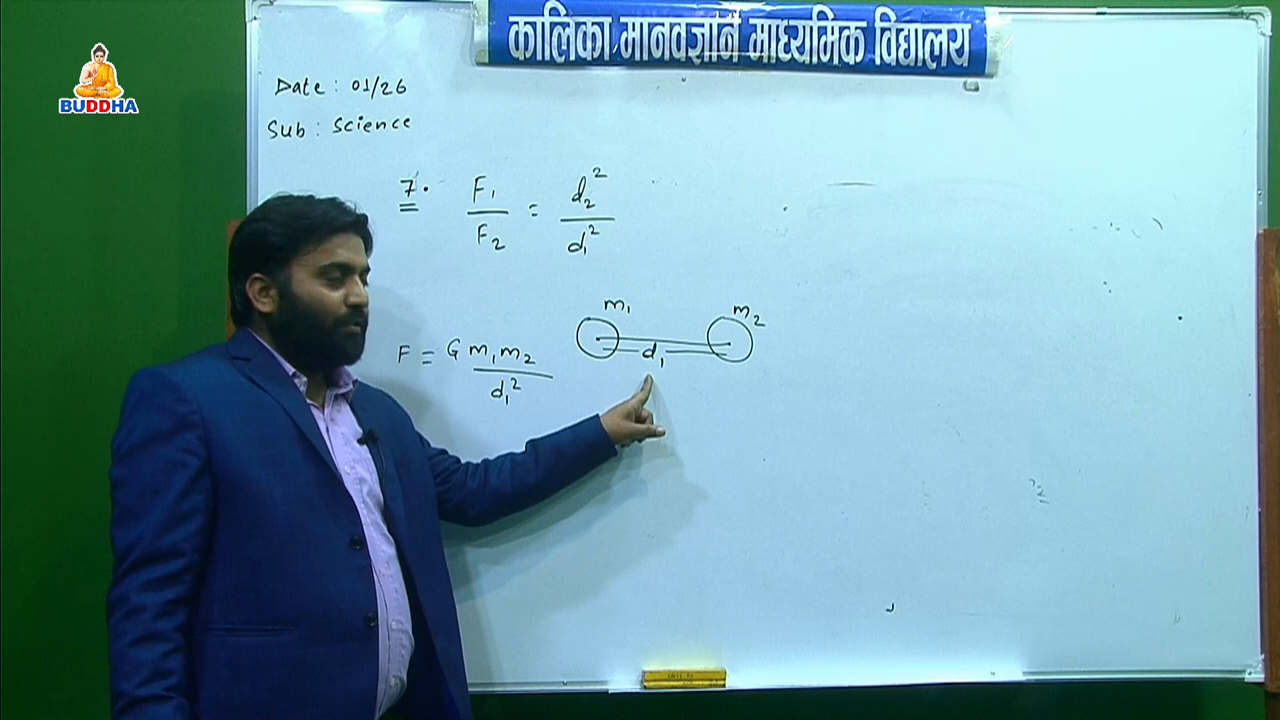 कालिका मानवज्ञान माध्यमिक विद्यालय
BUDDHA
Date : 01/26
Sub : Science
7. F₁/F₂ = d₂²/d₁²
m₁ m₂
d₁
F = G m₁m₂/d₁²